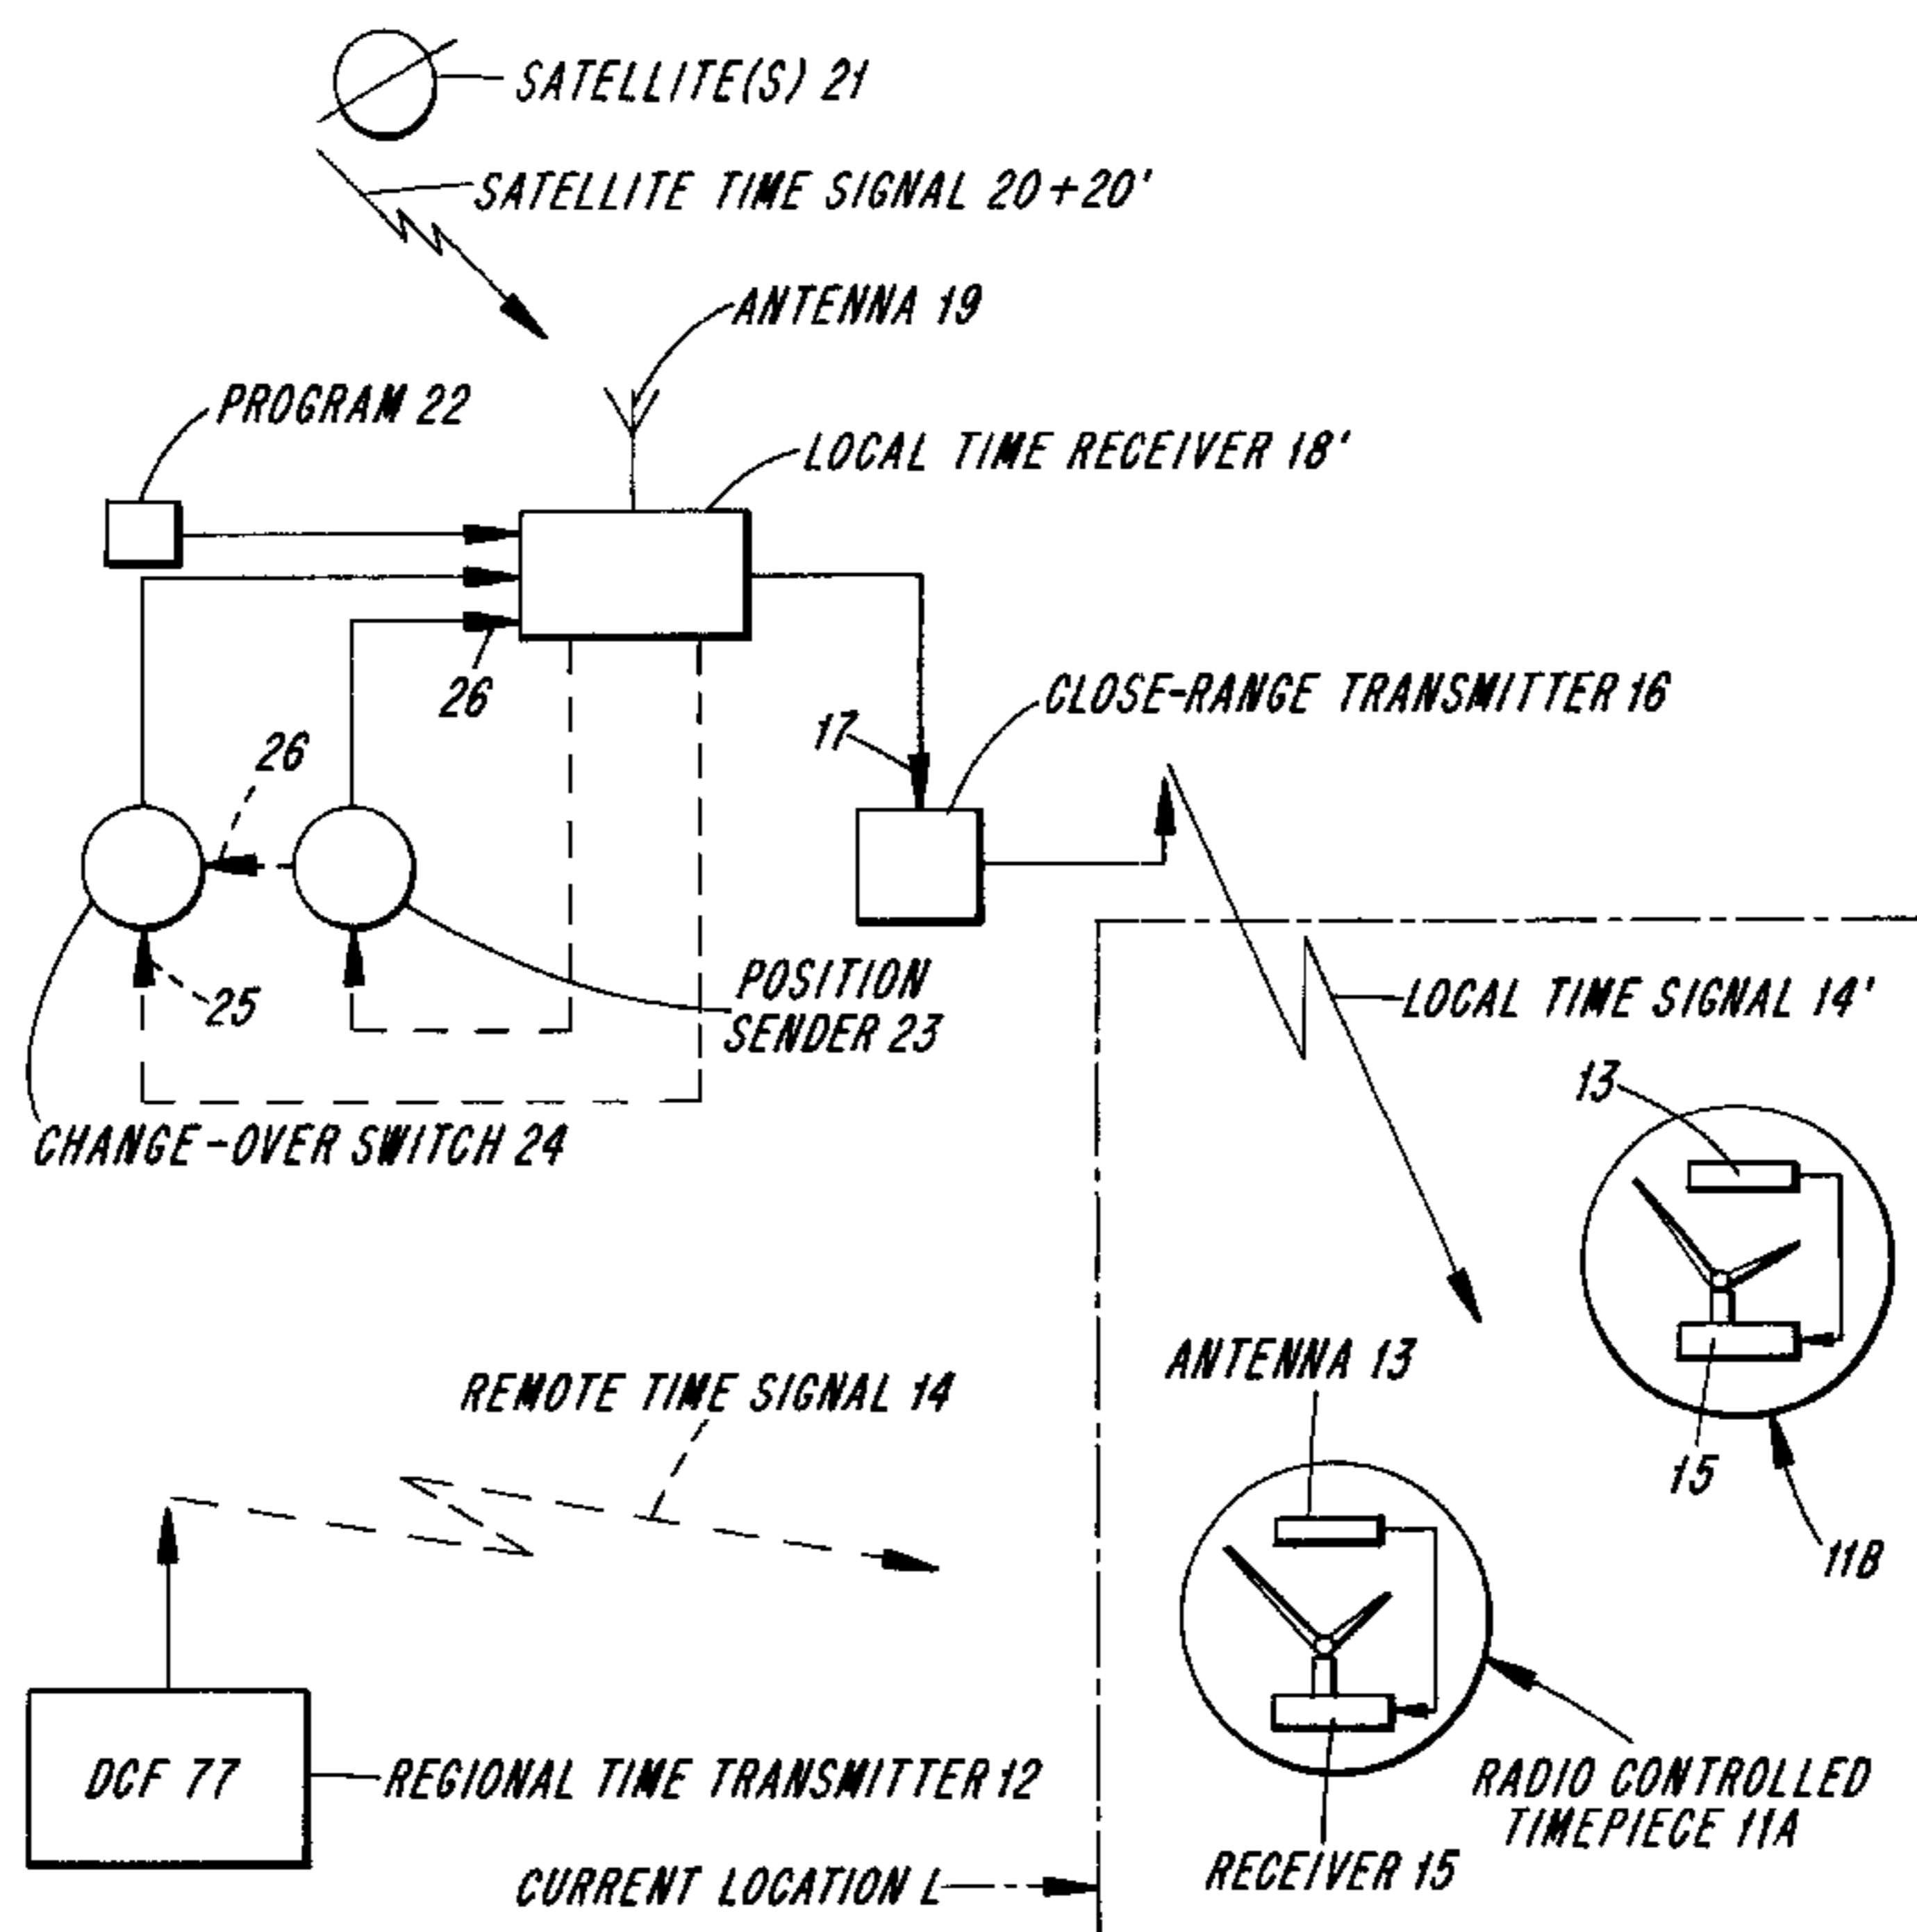 SATELLITE(S) 21
SATELLITE TIME SIGNAL 20+20'
ANTENNA 19
PROGRAM 22
LOCAL TIME RECEIVER 18'
26
CLOSE-RANGE TRANSMITTER 16
17
26
25
POSITION
SENDER 23
LOCAL TIME SIGNAL 14'
13
CHANGE-OVER SWITCH 24
ANTENNA 13
REMOTE TIME SIGNAL 14
15
11B
DCF 77
REGIONAL TIME TRANSMITTER 12
RADIO CONTROLLED
TIMEPIECE 11A
RECEIVER 15
CURRENT LOCATION L